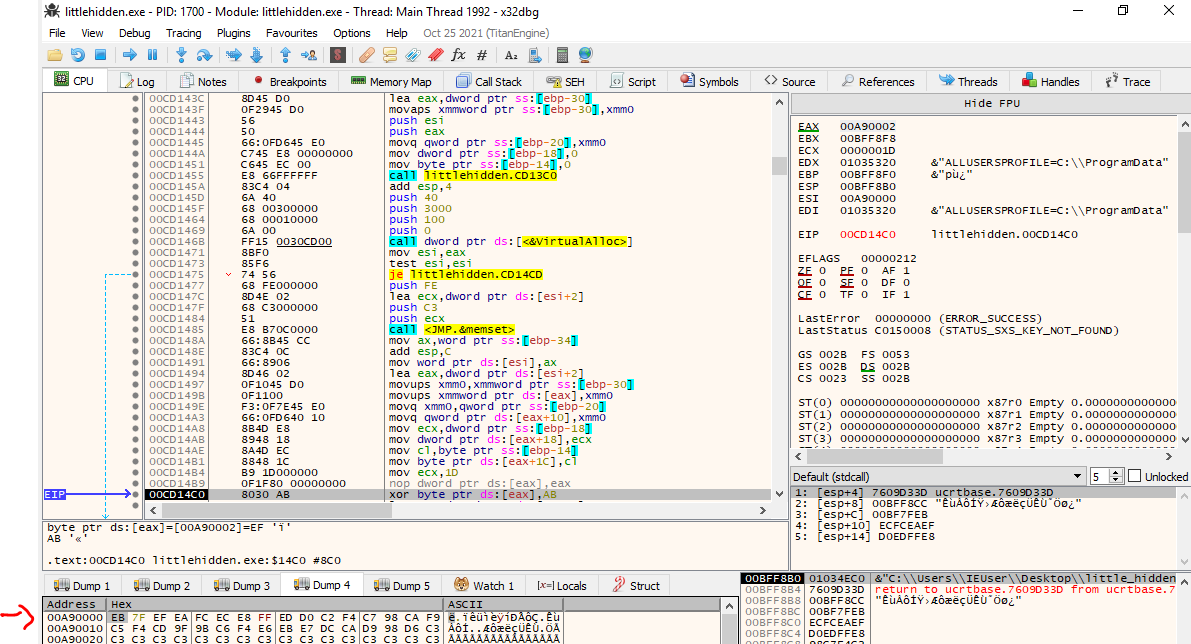 littlehidden.exe - PID: 1700 - Module: littlehidden.exe - Thread: Main Thread 1992 - x32dbg
File View Debug Tracing Plugins Favourites Options Help Oct 25 2021 (TitanEngine)
CPU Log Notes Breakpoints Memory Map Call Stack SEH Script Symbols Source References Threads Handles Trace
00CD143C 8D45 D0 lea eax,dword ptr ss:[ebp-30]
00CD143F 0F2945 D0 movaps xmmword ptr ss:[ebp-30],xmm0
00CD1443 56 push esi
00CD1444 50 push eax
00CD1445 66:0FD645 E0 movq qword ptr ss:[ebp-20],xmm0
00CD144A C745 E8 00000000 mov dword ptr ss:[ebp-18],0
00CD1451 C645 EC 00 mov byte ptr ss:[ebp-14],0
00CD1455 E8 66FFFFFF call littlehidden.CD13C0
00CD145A 83C4 04 add esp,4
00CD145D 6A 40 push 40
00CD145F 68 00300000 push 3000
00CD1464 68 00010000 push 100
00CD1469 6A 00 push 0
00CD146B FF15 0030CD00 call dword ptr ds:[<&VirtualAlloc>]
00CD1471 8BF0 mov esi,eax
00CD1473 85F6 test esi,esi
00CD1475 74 56 je littlehidden.CD14CD
00CD1477 68 FE000000 push FE
00CD147C 8D4E 02 lea ecx,dword ptr ds:[esi+2]
00CD147F 68 C3000000 push C3
00CD1484 51 push ecx
00CD1485 E8 B70C0000 call <JMP.&memset>
00CD148A 66:8B45 CC mov ax,word ptr ss:[ebp-34]
00CD148E 83C4 0C add esp,C
00CD1491 66:8906 mov word ptr ds:[esi],ax
00CD1494 8D46 02 lea eax,dword ptr ds:[esi+2]
00CD1497 0F1045 D0 movups xmm0,xmmword ptr ss:[ebp-30]
00CD149B 0F1100 movups xmmword ptr ds:[eax],xmm0
00CD149E F3:0F7E45 E0 movq xmm0,qword ptr ss:[ebp-20]
00CD14A3 66:0FD640 10 movq qword ptr ds:[eax+10],xmm0
00CD14A8 8B4D E8 mov ecx,dword ptr ss:[ebp-18]
00CD14AB 8948 18 mov dword ptr ds:[eax+18],ecx
00CD14AE 8A4D EC mov cl,byte ptr ss:[ebp-14]
00CD14B1 8848 1C mov byte ptr ds:[eax+1C],cl
00CD14B4 B9 1D000000 mov ecx,1D
00CD14B9 0F1F80 00000000 nop dword ptr ds:[eax],eax
EIP 00CD14C0 8030 AB xor byte ptr ds:[eax],AB
byte ptr ds:[eax]=[00A90002]=EF 'ï'
AB '«'
.text:00CD14C0 littlehidden.exe:$14C0 #8C0
Hide FPU
EAX 00A90002
EBX 00BFF8F8
ECX 0000001D
EDX 01035320 &"ALLUSERSPROFILE=C:\\ProgramData"
EBP 00BFF8F0 &"pù¿"
ESP 00BFF8B0
ESI 00A90000
EDI 01035320 &"ALLUSERSPROFILE=C:\\ProgramData"
EIP 00CD14C0 littlehidden.00CD14C0
EFLAGS 00000212
ZF 0 PF 0 AF 1
OF 0 SF 0 DF 0
CF 0 TF 0 IF 1
LastError 00000000 (ERROR_SUCCESS)
LastStatus C0150008 (STATUS_SXS_KEY_NOT_FOUND)
GS 002B FS 0053
ES 002B DS 002B
CS 0023 SS 002B
ST(0) 00000000000000000000 x87r0 Empty 0.000000000000
ST(1) 00000000000000000000 x87r1 Empty 0.000000000000
ST(2) 00000000000000000000 x87r2 Empty 0.000000000000
Default (stdcall) 5 Unlocked
1: [esp+4] 7609D33D ucrtbase.7609D33D
2: [esp+8] 00BFF8CC "ÊùÂôÍŸ›ÆôæëçÜÊÙ˜Öø¿"
3: [esp+C] 00BF7FEB
4: [esp+10] ECFCEAEF
5: [esp+14] D0EDFFE8
Dump 1 Dump 2 Dump 3 Dump 4 Dump 5 Watch 1 Locals Struct
Address Hex ASCII
00A90000 EB 7F EF EA FC EC E8 FF ED D0 C2 F4 C7 98 CA F9
00A90010 C5 F4 CD 9F 9B C6 F4 E6 EB E7 DC CA D9 98 D6 C3
00A90020 C3 C3 C3 C3 C3 C3 C3 C3 C3 C3 C3 C3 C3 C3 C3 C3
00BFF8B0 01034EC0 &"C:\\Users\\IEUser\\Desktop\\little_hidden
00BFF8B4 7609D33D return to ucrtbase.7609D33D from ucrtbase.7
00BFF8B8 00BFF8CC "ÊùÂôÍŸ›ÆôæëçÜÊÙ˜Öø¿"
00BFF8BC 00BF7FEB
00BFF8C0 ECFCEAEF
00BFF8C4 D0EDFFE8